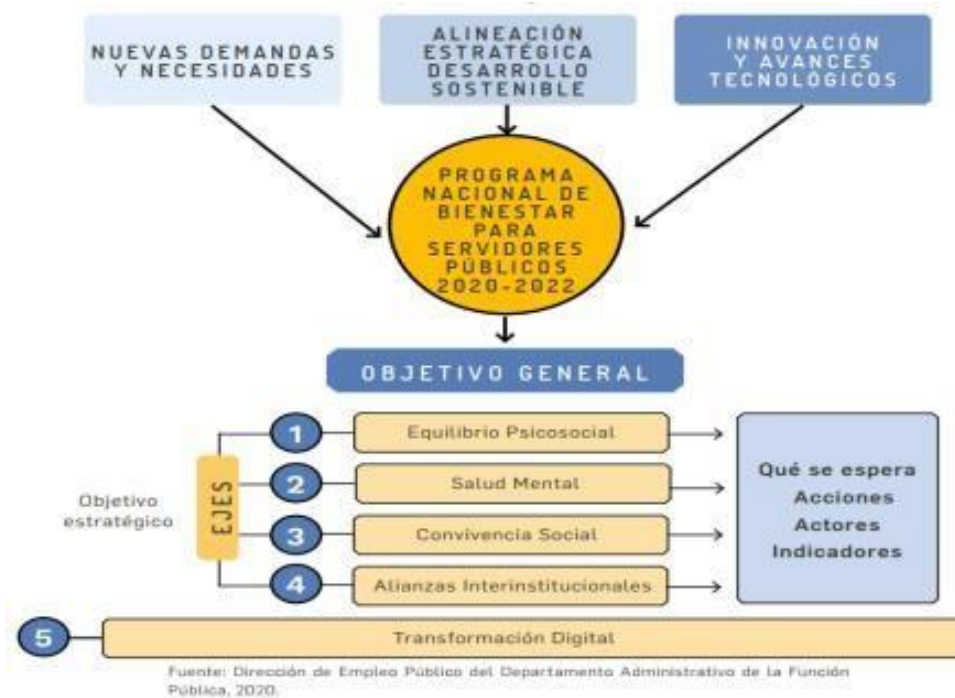 NUEVAS DEMANDAS
Y NECESIDADES
ALINEACIÓN
ESTRATÉGICA
DESARROLLO
SOSTENIBLE
INNOVACIÓN
Y AVANCES
TECNOLÓGICOS
PROGRAMA
NACIONAL DE
BIENESTAR
PARA
SERVIDORES
PÚBLICOS
2020-2022
OBJETIVO GENERAL
Objetivo
estratégico
EJES
1
Equilibrio Psicosocial
2
Salud Mental
3
Convivencia Social
4
Alianzas Interinstitucionales
Qué se espera
Acciones
Actores
Indicadores
5
Transformación Digital
Fuente: Dirección de Empleo Público del Departamento Administrativo de la Función
Pública, 2020.